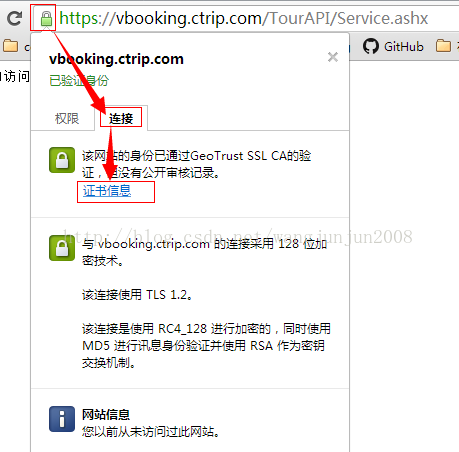 https://vbooking.ctrip.com/TourAPI/Service.ashx
GitHub
访问
vbooking.ctrip.com
已验证身份
权限 连接
该网站的身份已通过GeoTrust SSL CA的验
证，但没有公开审核记录。
证书信息
http://blog.csdn.net/wangjunjun2008
与 vbooking.ctrip.com 的连接采用 128 位加
密技术。
该连接使用 TLS 1.2。
该连接是使用 RC4_128 进行加密的，同时使用
MD5 进行讯息身份验证并使用 RSA 作为密钥
交换机制。
网站信息
您以前从未访问过此网站。